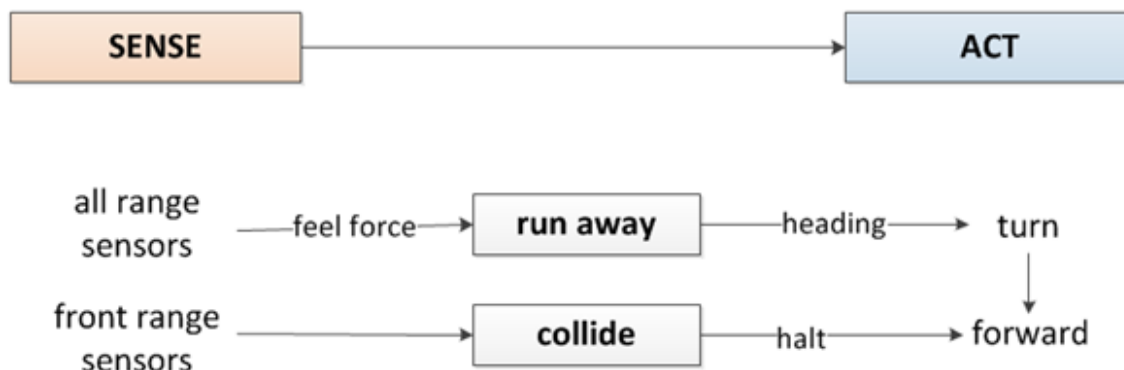 SENSE
ACT
all range
sensors
feel force
run away
heading
turn
front range
sensors
collide
halt
forward